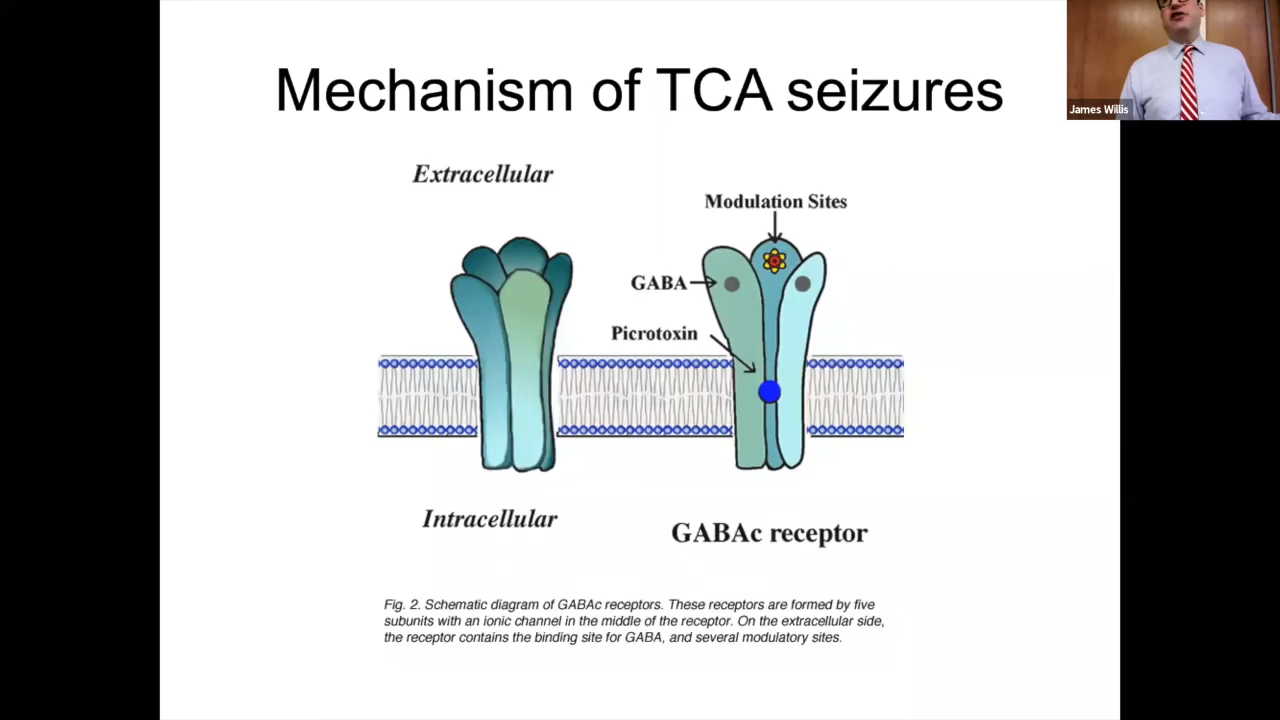 Mechanism of TCA seizures
James Willis
Extracellular
Modulation Sites
GABA
Picrotoxin
Intracellular
GABAc receptor
Fig. 2. Schematic diagram of GABAc receptors. These receptors are formed by five
subunits with an ionic channel in the middle of the receptor. On the extracellular side,
the receptor contains the binding site for GABA, and several modulatory sites.